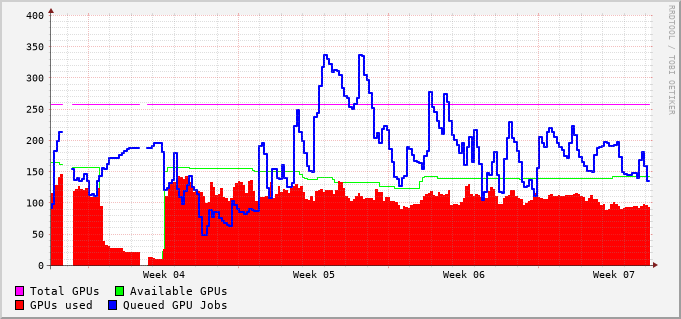 400
350
300
250
200
150
100
50
0
Week 04 Week 05 Week 06 Week 07
Total GPUs Available GPUs
GPUs used Queued GPU Jobs
RRDTOOL / TOBI OETIKER